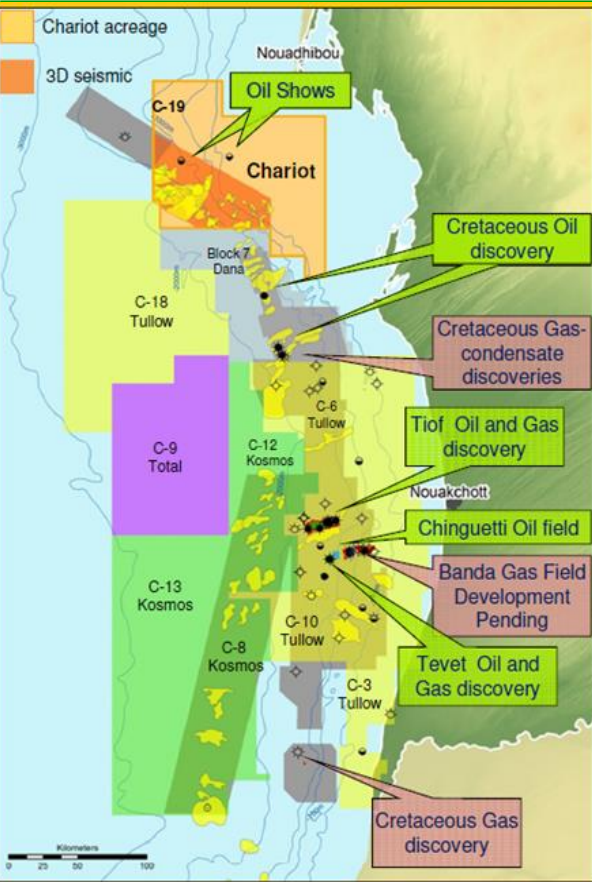 Chariot acreage
3D seismic
Nouadhibou
C-19
Oil Shows
Chariot
Cretaceous Oil
discovery
Block 7
Dana
C-18
Tullow
Cretaceous Gas-
condensate
discoveries
C-6
Tullow
Tiof Oil and Gas
discovery
C-9
Total
C-12
Kosmos
Nouakchott
Chinguetti Oil field
Banda Gas Field
Development
Pending
C-13
Kosmos
C-10
Tullow
C-8
Kosmos
Tevet Oil and
Gas discovery
C-3
Tullow
Cretaceous Gas
discovery
Kilometers
0 25 50 100